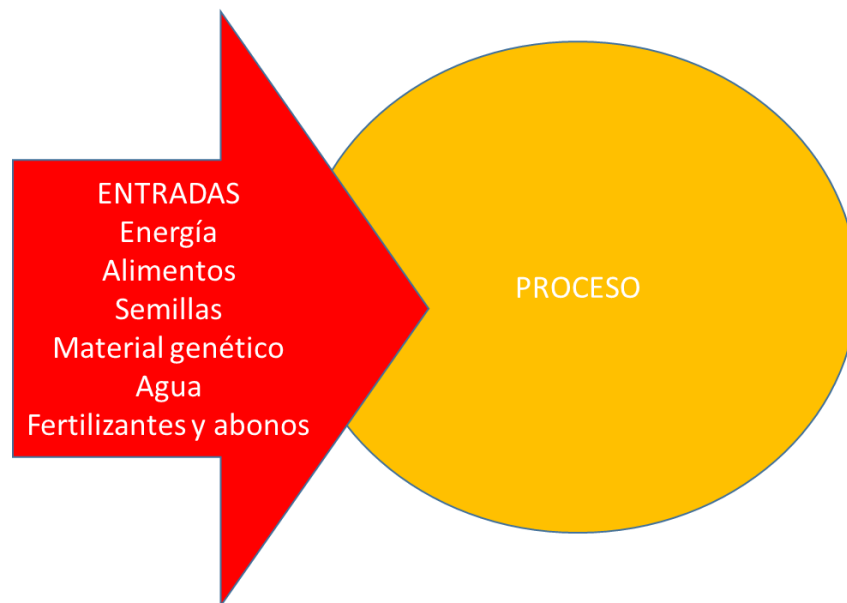 ENTRADAS
Energía
Alimentos
Semillas
Material genético
Agua
Fertilizantes y abonos
PROCESO